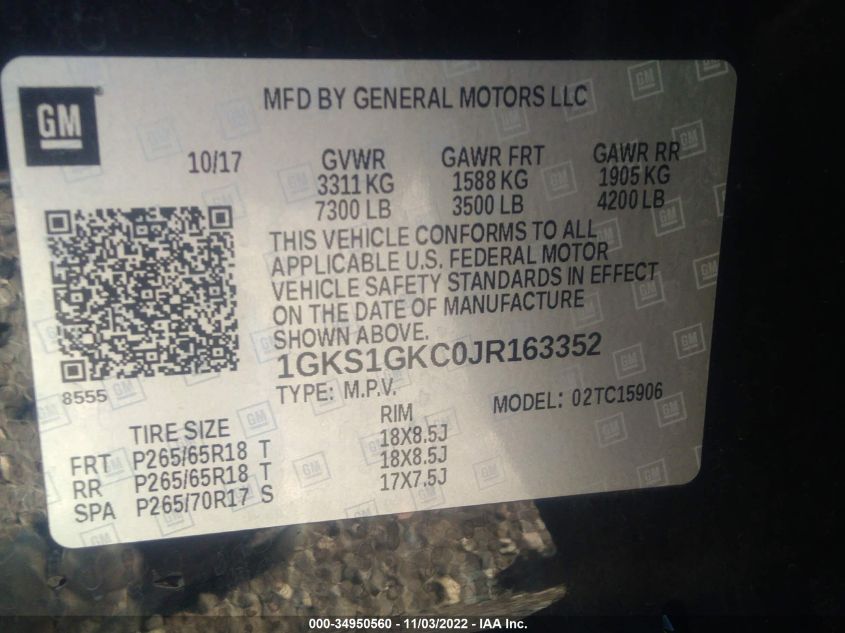 GM
MFD BY GENERAL MOTORS LLC
10/17 GVWR GAWR FRT GAWR RR
3311 KG 1588 KG 1905 KG
7300 LB 3500 LB 4200 LB
THIS VEHICLE CONFORMS TO ALL
APPLICABLE U.S. FEDERAL MOTOR
VEHICLE SAFETY STANDARDS IN EFFECT
ON THE DATE OF MANUFACTURE
SHOWN ABOVE.
1GKS1GKC0JR163352
8555 TYPE: M.P.V. MODEL: 02TC15906
TIRE SIZE RIM
FRT P265/65R18 T 18X8.5J
RR P265/65R18 T 18X8.5J
SPA P265/70R17 S 17X7.5J
000-34950560 - 11/03/2022 - IAA Inc.